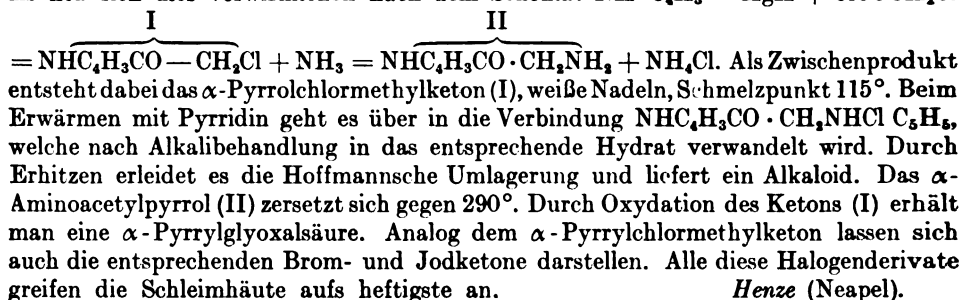 I II
= NHC₄H₃CO — CH₂Cl + NH₃ = NHC₄H₃CO · CH₂NH₂ + NH₄Cl. Als Zwischenprodukt
entsteht dabei das α-Pyrrolchlormethylketon (I), weiße Nadeln, Schmelzpunkt 115°. Beim
Erwärmen mit Pyrridin geht es über in die Verbindung NHC₄H₃CO · CH₂NHCl C₅H₅,
welche nach Alkalibehandlung in das entsprechende Hydrat verwandelt wird. Durch
Erhitzen erleidet es die Hoffmannsche Umlagerung und liefert ein Alkaloid. Das α-
Aminoacetylpyrrol (II) zersetzt sich gegen 290°. Durch Oxydation des Ketons (I) erhält
man eine α-Pyrrylglyoxalsäure. Analog dem α-Pyrrylchlormethylketon lassen sich
auch die entsprechenden Brom- und Jodketone darstellen. Alle diese Halogenderivate
greifen die Schleimhäute aufs heftigste an. Henze (Neapel).